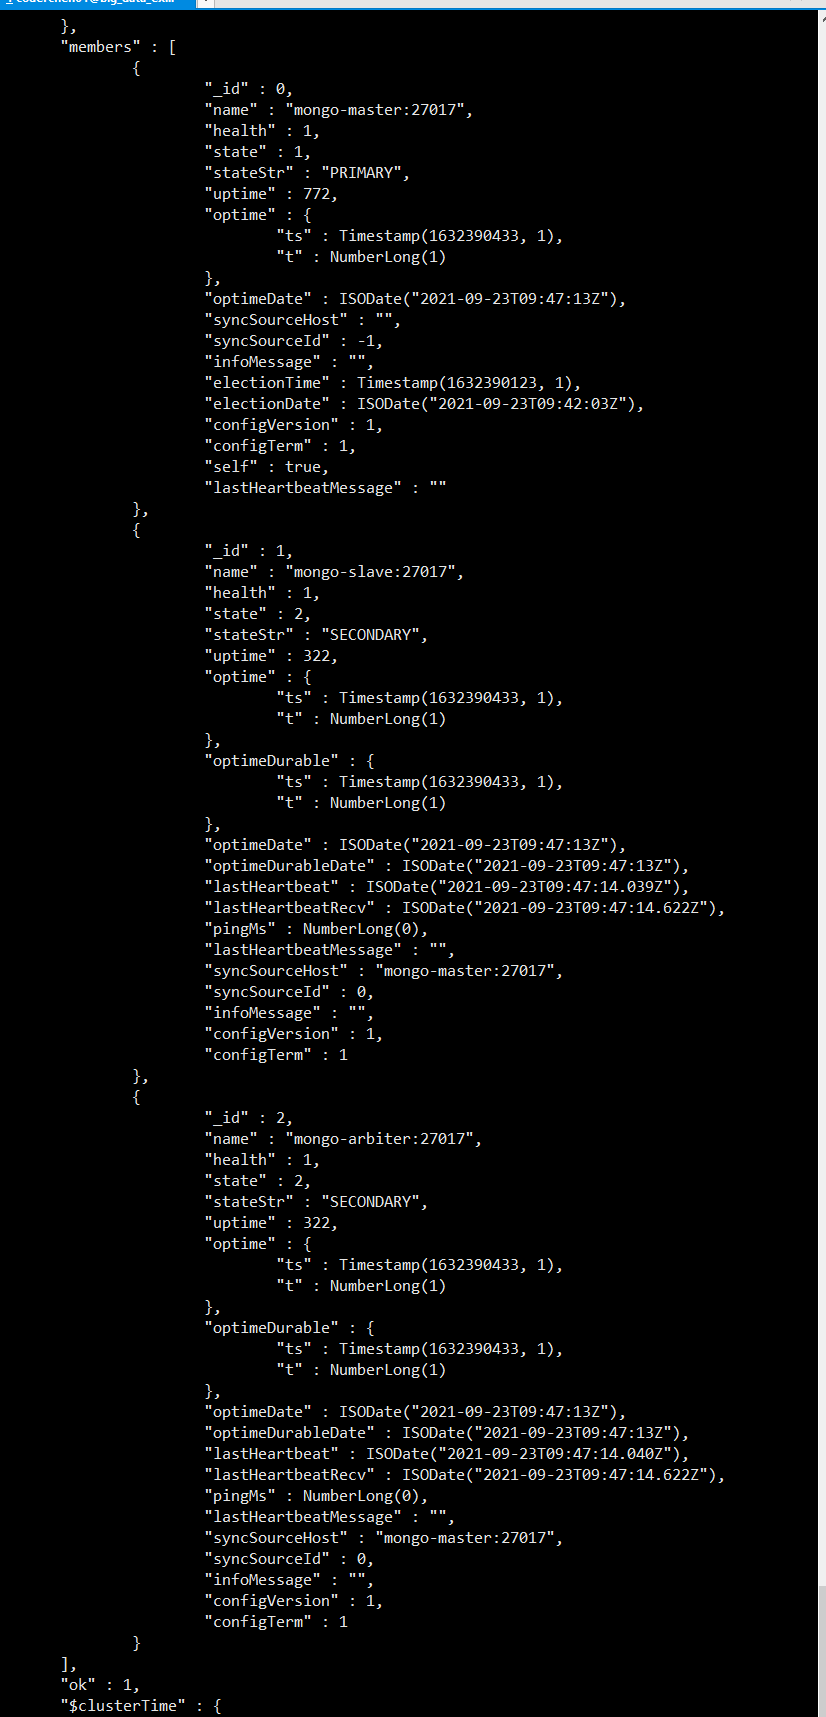 },
"members" : [
{
"_id" : 0,
"name" : "mongo-master:27017",
"health" : 1,
"state" : 1,
"stateStr" : "PRIMARY",
"uptime" : 772,
"optime" : {
"ts" : Timestamp(1632390433, 1),
"t" : NumberLong(1)
},
"optimeDate" : ISODate("2021-09-23T09:47:13Z"),
"syncSourceHost" : "",
"syncSourceId" : -1,
"infoMessage" : "",
"electionTime" : Timestamp(1632390123, 1),
"electionDate" : ISODate("2021-09-23T09:42:03Z"),
"configVersion" : 1,
"configTerm" : 1,
"self" : true,
"lastHeartbeatMessage" : ""
},
{
"_id" : 1,
"name" : "mongo-slave:27017",
"health" : 1,
"state" : 2,
"stateStr" : "SECONDARY",
"uptime" : 322,
"optime" : {
"ts" : Timestamp(1632390433, 1),
"t" : NumberLong(1)
},
"optimeDurable" : {
"ts" : Timestamp(1632390433, 1),
"t" : NumberLong(1)
},
"optimeDate" : ISODate("2021-09-23T09:47:13Z"),
"optimeDurableDate" : ISODate("2021-09-23T09:47:13Z"),
"lastHeartbeat" : ISODate("2021-09-23T09:47:14.039Z"),
"lastHeartbeatRecv" : ISODate("2021-09-23T09:47:14.622Z"),
"pingMs" : NumberLong(0),
"lastHeartbeatMessage" : "",
"syncSourceHost" : "mongo-master:27017",
"syncSourceId" : 0,
"infoMessage" : "",
"configVersion" : 1,
"configTerm" : 1
},
{
"_id" : 2,
"name" : "mongo-arbiter:27017",
"health" : 1,
"state" : 2,
"stateStr" : "SECONDARY",
"uptime" : 322,
"optime" : {
"ts" : Timestamp(1632390433, 1),
"t" : NumberLong(1)
},
"optimeDurable" : {
"ts" : Timestamp(1632390433, 1),
"t" : NumberLong(1)
},
"optimeDate" : ISODate("2021-09-23T09:47:13Z"),
"optimeDurableDate" : ISODate("2021-09-23T09:47:13Z"),
"lastHeartbeat" : ISODate("2021-09-23T09:47:14.040Z"),
"lastHeartbeatRecv" : ISODate("2021-09-23T09:47:14.622Z"),
"pingMs" : NumberLong(0),
"lastHeartbeatMessage" : "",
"syncSourceHost" : "mongo-master:27017",
"syncSourceId" : 0,
"infoMessage" : "",
"configVersion" : 1,
"configTerm" : 1
}
],
"ok" : 1,
"$clusterTime" : {